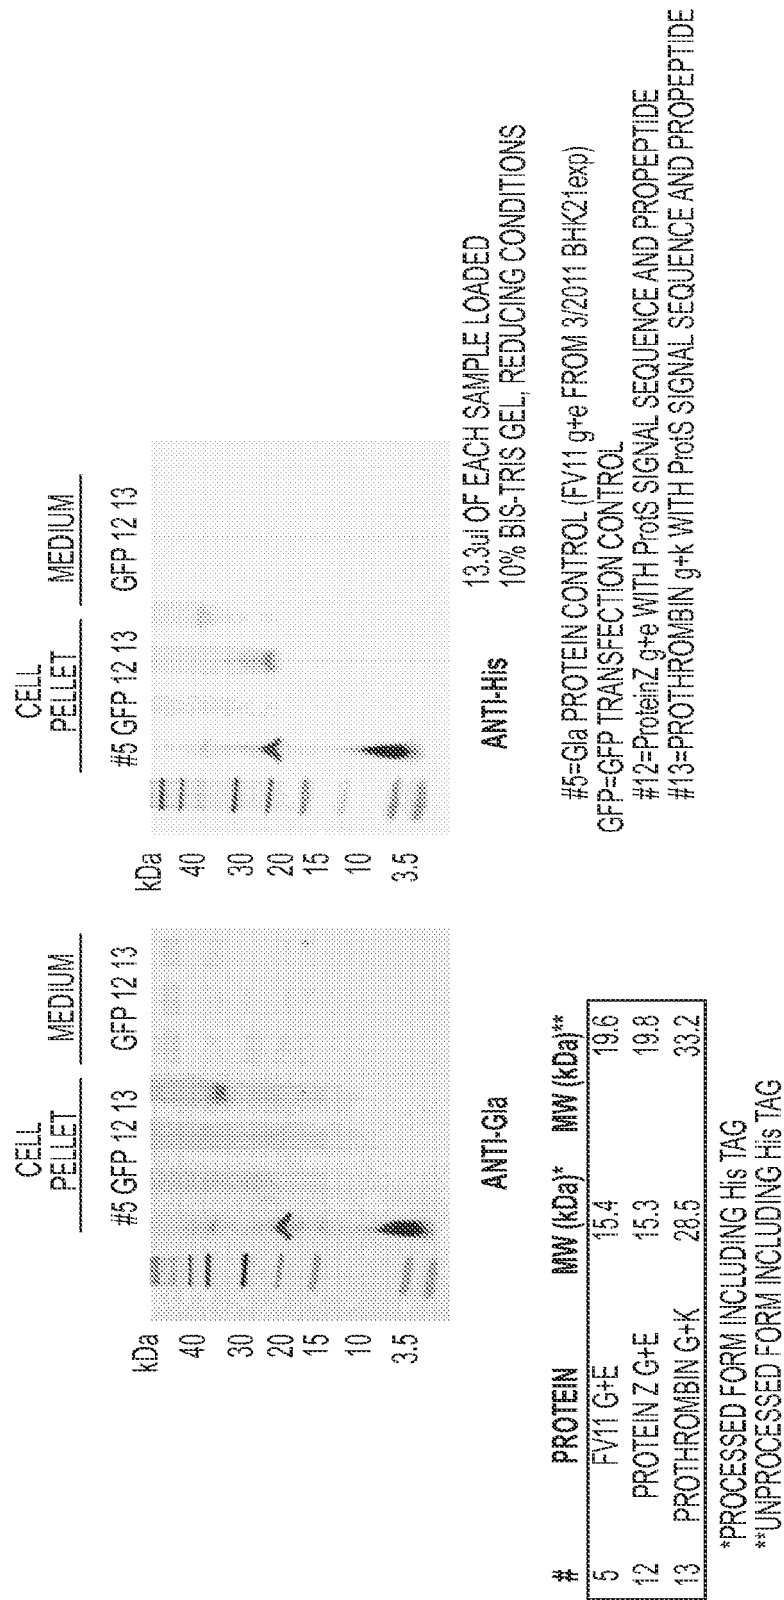 CELL
PELLET
MEDIUM
#5 GFP 12 13
GFP 12 13
kDa
40
30
20
15
10
3.5
ANTI-Gla
CELL
PELLET
MEDIUM
#5 GFP 12 13
GFP 12 13
kDa
40
30
20
15
10
3.5
ANTI-His
# PROTEIN MW (kDa)* MW (kDa)**
5 FV11 G+E 15.4 19.6
12 PROTEIN Z G+E 15.3 19.8
13 PROTHROMBIN G+K 28.5 33.2
*PROCESSED FORM INCLUDING His TAG
**UNPROCESSED FORM INCLUDING His TAG
13.3ul OF EACH SAMPLE LOADED
10% BIS-TRIS GEL, REDUCING CONDITIONS
#5=Gla PROTEIN CONTROL (FV11 g+e FROM 3/2011 BHK21exp)
GFP=GFP TRANSFECTION CONTROL
#12=ProteinZ g+e WITH ProtS SIGNAL SEQUENCE AND PROPEPTIDE
#13=PROTHROMBIN g+k WITH ProtS SIGNAL SEQUENCE AND PROPEPTIDE